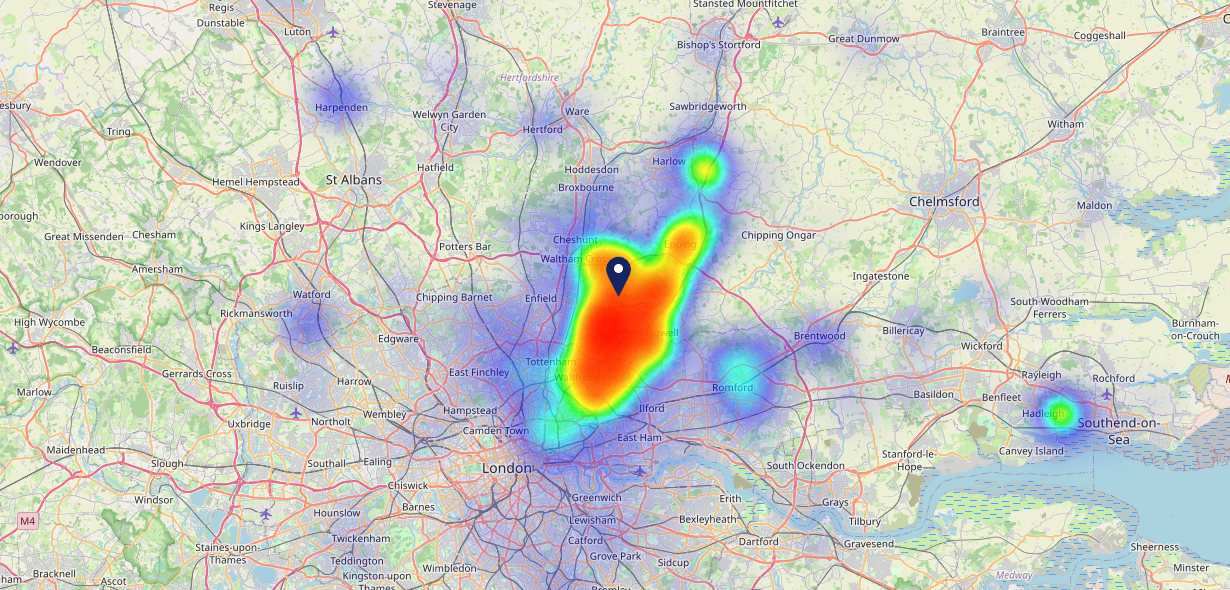 Regis
Dunstable
Luton
Stevenage
Stansted Mountfitchet
Bishop's Stortford
Great Dunmow
Braintree
Coggeshall
Hertfordshire
esbury
Harpenden
Ware
Sawbridgeworth
Tring
Welwyn Garden
City
Hertford
Witham
Wendover
Hatfield
Hoddesdon
Harlow
Hemel Hempstead
St Albans
Broxbourne
Chelmsford
Maldon
borough
Kings Langley
Great Missenden
Chesham
Cheshunt
Epping
Chipping Ongar
Potters Bar
Waltham Cross
Amersham
Ingatestone
Watford
Chipping Barnet
Enfield
South Woodham
Ferrers
Rickmansworth
High Wycombe
Burnham-
on-Crouch
Edgware
Chigwell
Brentwood
Billericay
Beaconsfield
Wickford
Tottenham
Gerrards Cross
East Finchley
Rayleigh
Rochford
Ruislip
Harrow
Romford
Marlow
Basildon
Benfleet
Wembley
Hampstead
Ilford
Hadleigh
Uxbridge
Northolt
Camden Town
East Ham
Southend-on-
Sea
Maidenhead
Slough
Southall
Ealing
London
South Ockendon
Stanford-le-
Hope
Canvey Island
Chiswick
Windsor
Barnes
Greenwich
Erith
Grays
M4
Hounslow
Lewisham
Bexleyheath
Tilbury
Twickenham
Catford
Dartford
Gravesend
Staines-upon-
Thames
Teddington
Grove Park
Sidcup
Sheerness
Bracknell
Ascot
Kingston upon
Wimbledon
Medway
Minster